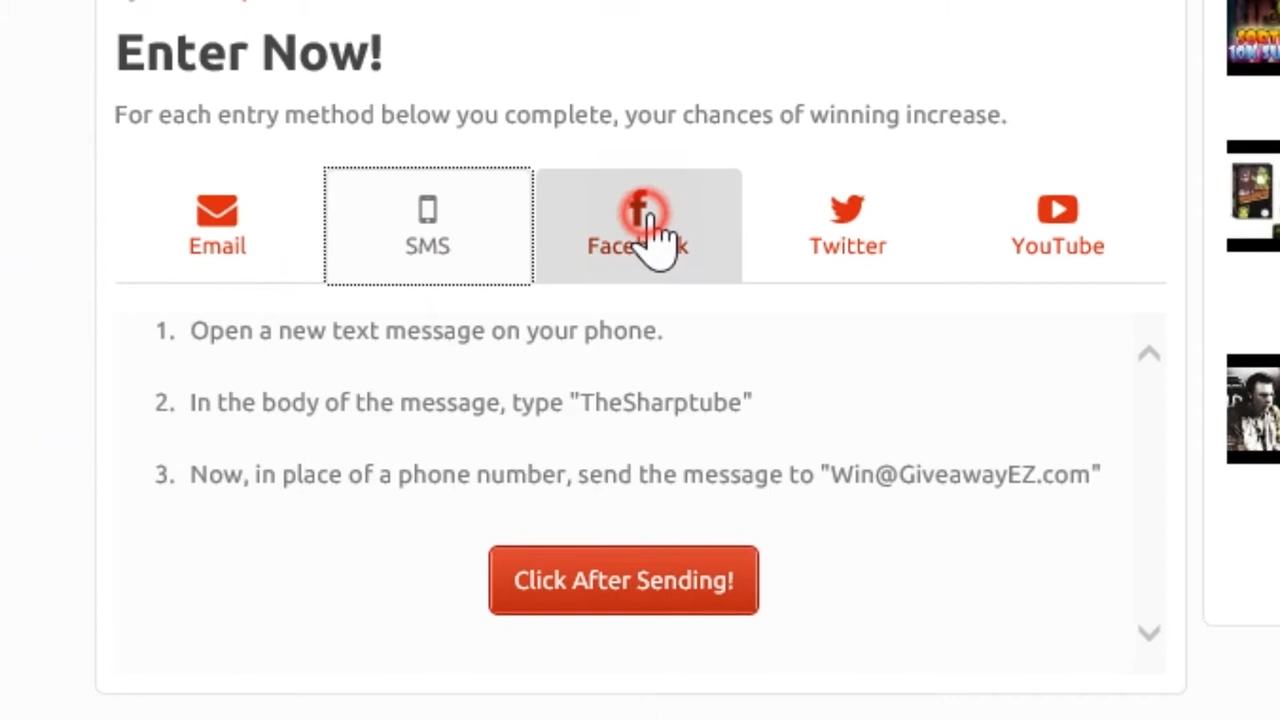 Enter Now!
For each entry method below you complete, your chances of winning increase.
Email
SMS
Twitter
YouTube
1. Open a new text message on your phone.
2. In the body of the message, type "TheSharptube"
3. Now, in place of a phone number, send the message to "Win@GiveawayEZ.com"
Click After Sending!